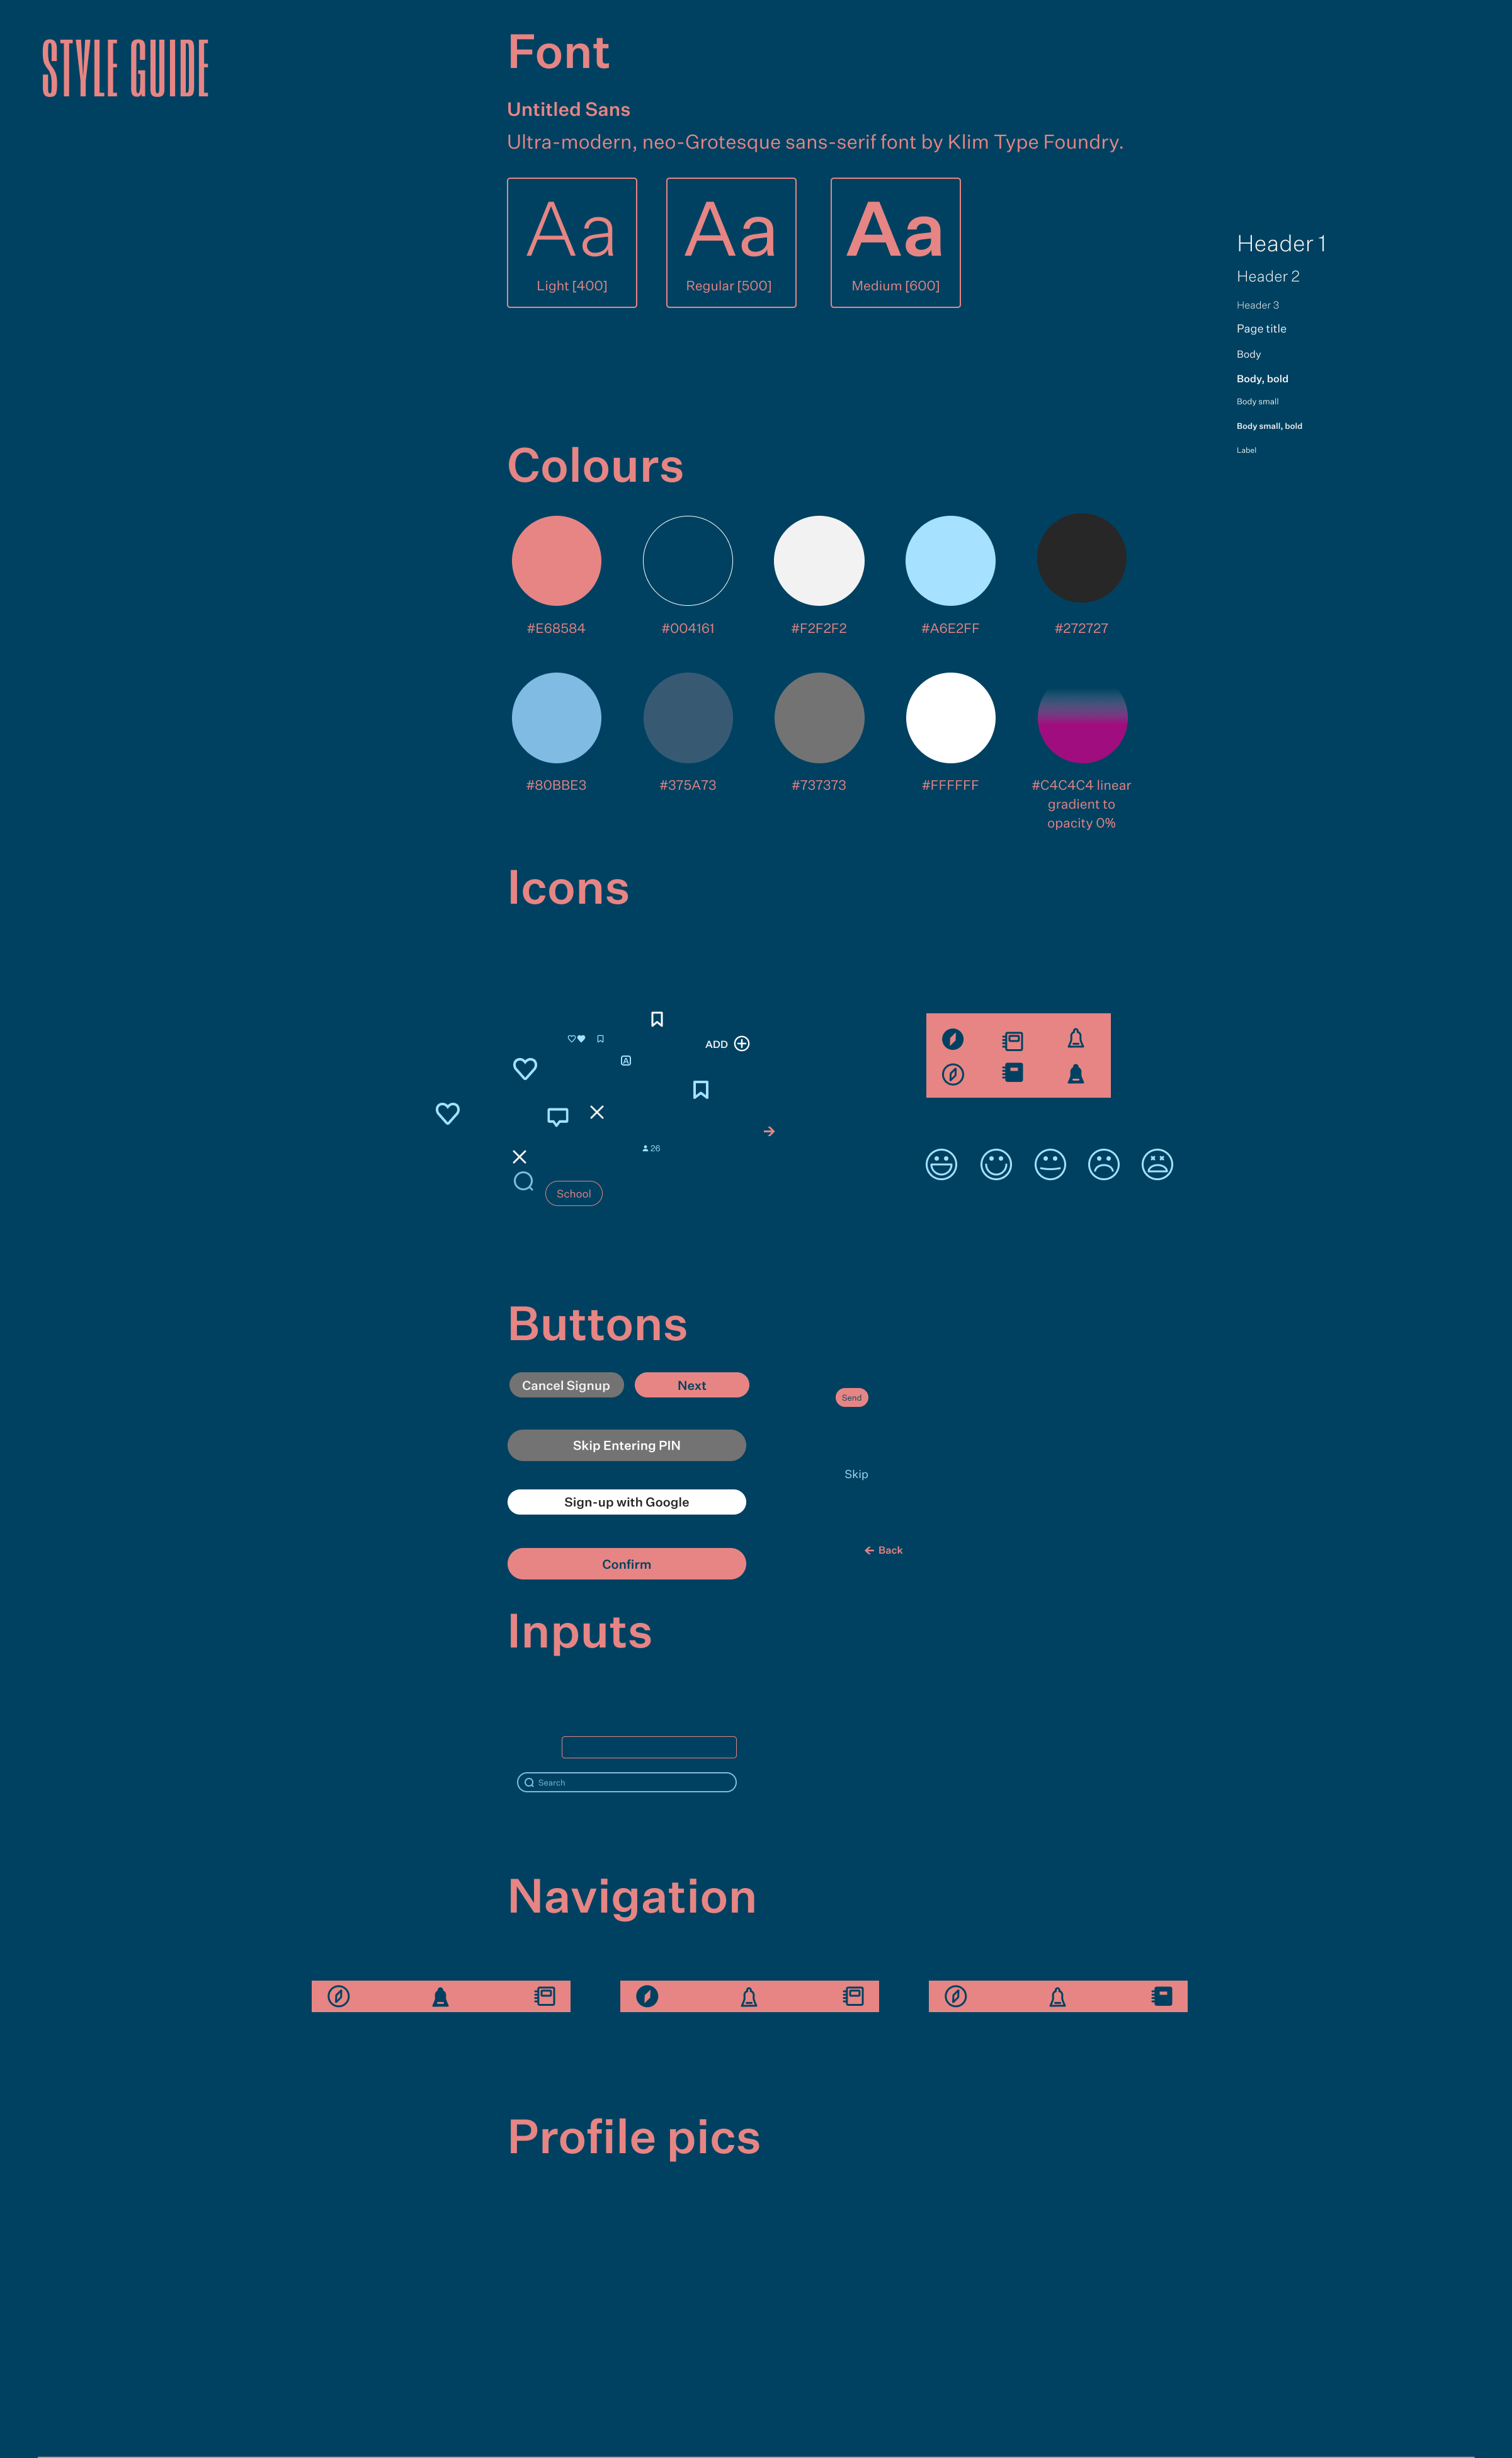 STYLE GUIDE
Font
Untitled Sans
Ultra-modern, neo-Grotesque sans-serif font by Klim Type Foundry.
Aa
Light [400]
Aa
Regular [500]
Aa
Medium [600]
Header 1
Header 2
Header 3
Page title
Body
Body, bold
Body small
Body small, bold
Label
Colours
#E68584
#004161
#F2F2F2
#A6E2FF
#272727
#80BBE3
#375A73
#737373
#FFFFFF
#C4C4C4 linear
gradient to
opacity 0%
Icons
ADD
A
26
School
Buttons
Cancel Signup
Next
Send
Skip Entering PIN
Skip
Sign-up with Google
Back
Confirm
Inputs
Search
Navigation
Profile pics